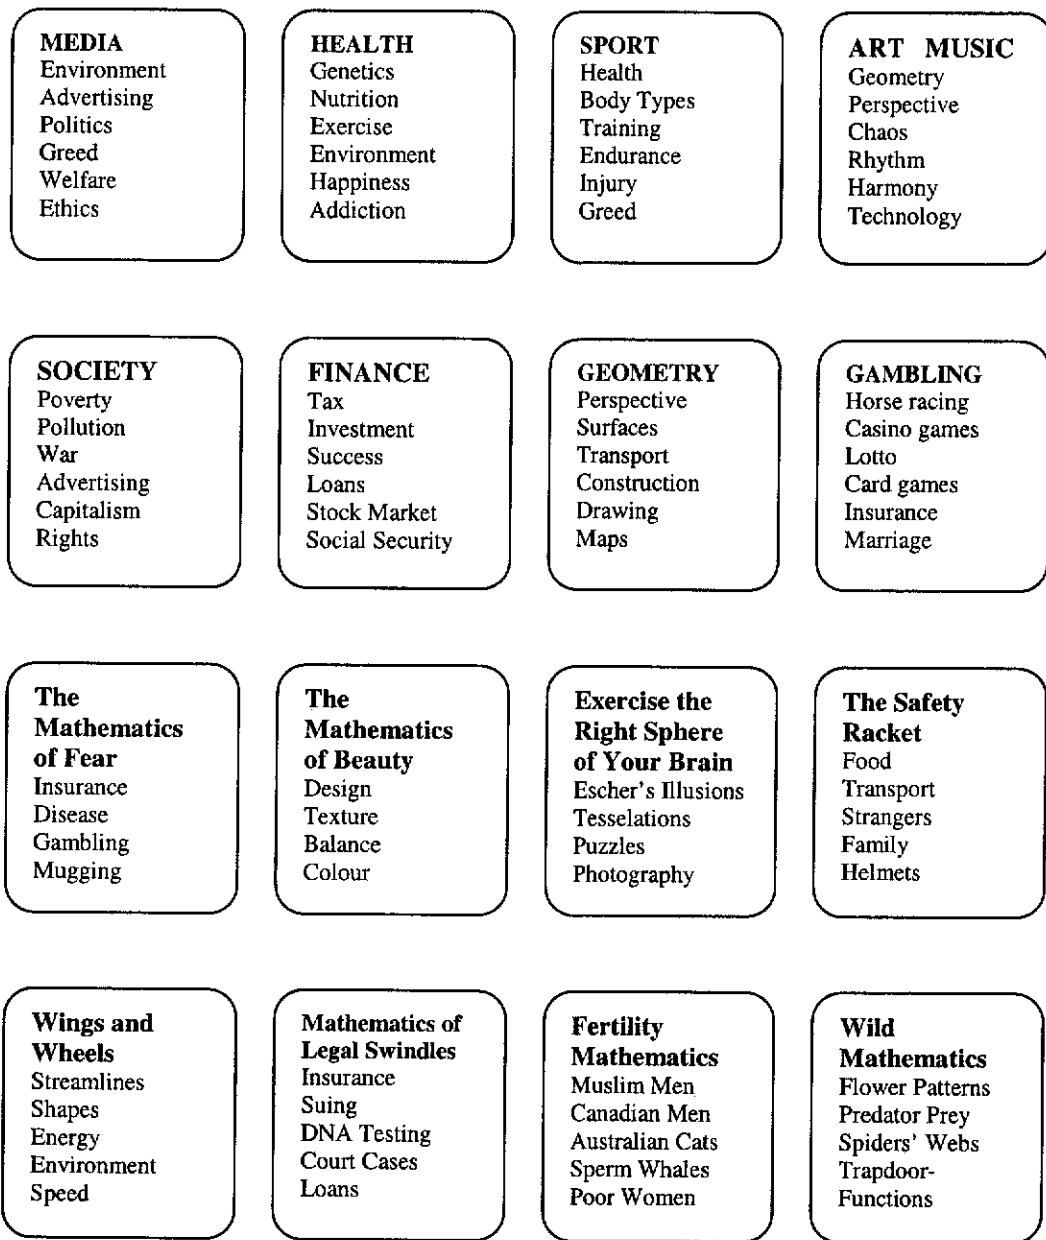 MEDIA
Environment
Advertising
Politics
Greed
Welfare
Ethics
HEALTH
Genetics
Nutrition
Exercise
Environment
Happiness
Addiction
SPORT
Health
Body Types
Training
Endurance
Injury
Greed
ART MUSIC
Geometry
Perspective
Chaos
Rhythm
Harmony
Technology
SOCIETY
Poverty
Pollution
War
Advertising
Capitalism
Rights
FINANCE
Tax
Investment
Success
Loans
Stock Market
Social Security
GEOMETRY
Perspective
Surfaces
Transport
Construction
Drawing
Maps
GAMBLING
Horse racing
Casino games
Lotto
Card games
Insurance
Marriage
The
Mathematics
of Fear
Insurance
Disease
Gambling
Mugging
The
Mathematics
of Beauty
Design
Texture
Balance
Colour
Exercise the
Right Sphere
of Your Brain
Escher's Illusions
Tesselations
Puzzles
Photography
The Safety
Racket
Food
Transport
Strangers
Family
Helmets
Wings and
Wheels
Streamlines
Shapes
Energy
Environment
Speed
Mathematics of
Legal Swindles
Insurance
Suing
DNA Testing
Court Cases
Loans
Fertility
Mathematics
Muslim Men
Canadian Men
Australian Cats
Sperm Whales
Poor Women
Wild
Mathematics
Flower Patterns
Predator Prey
Spiders' Webs
Trapdoor-
Functions